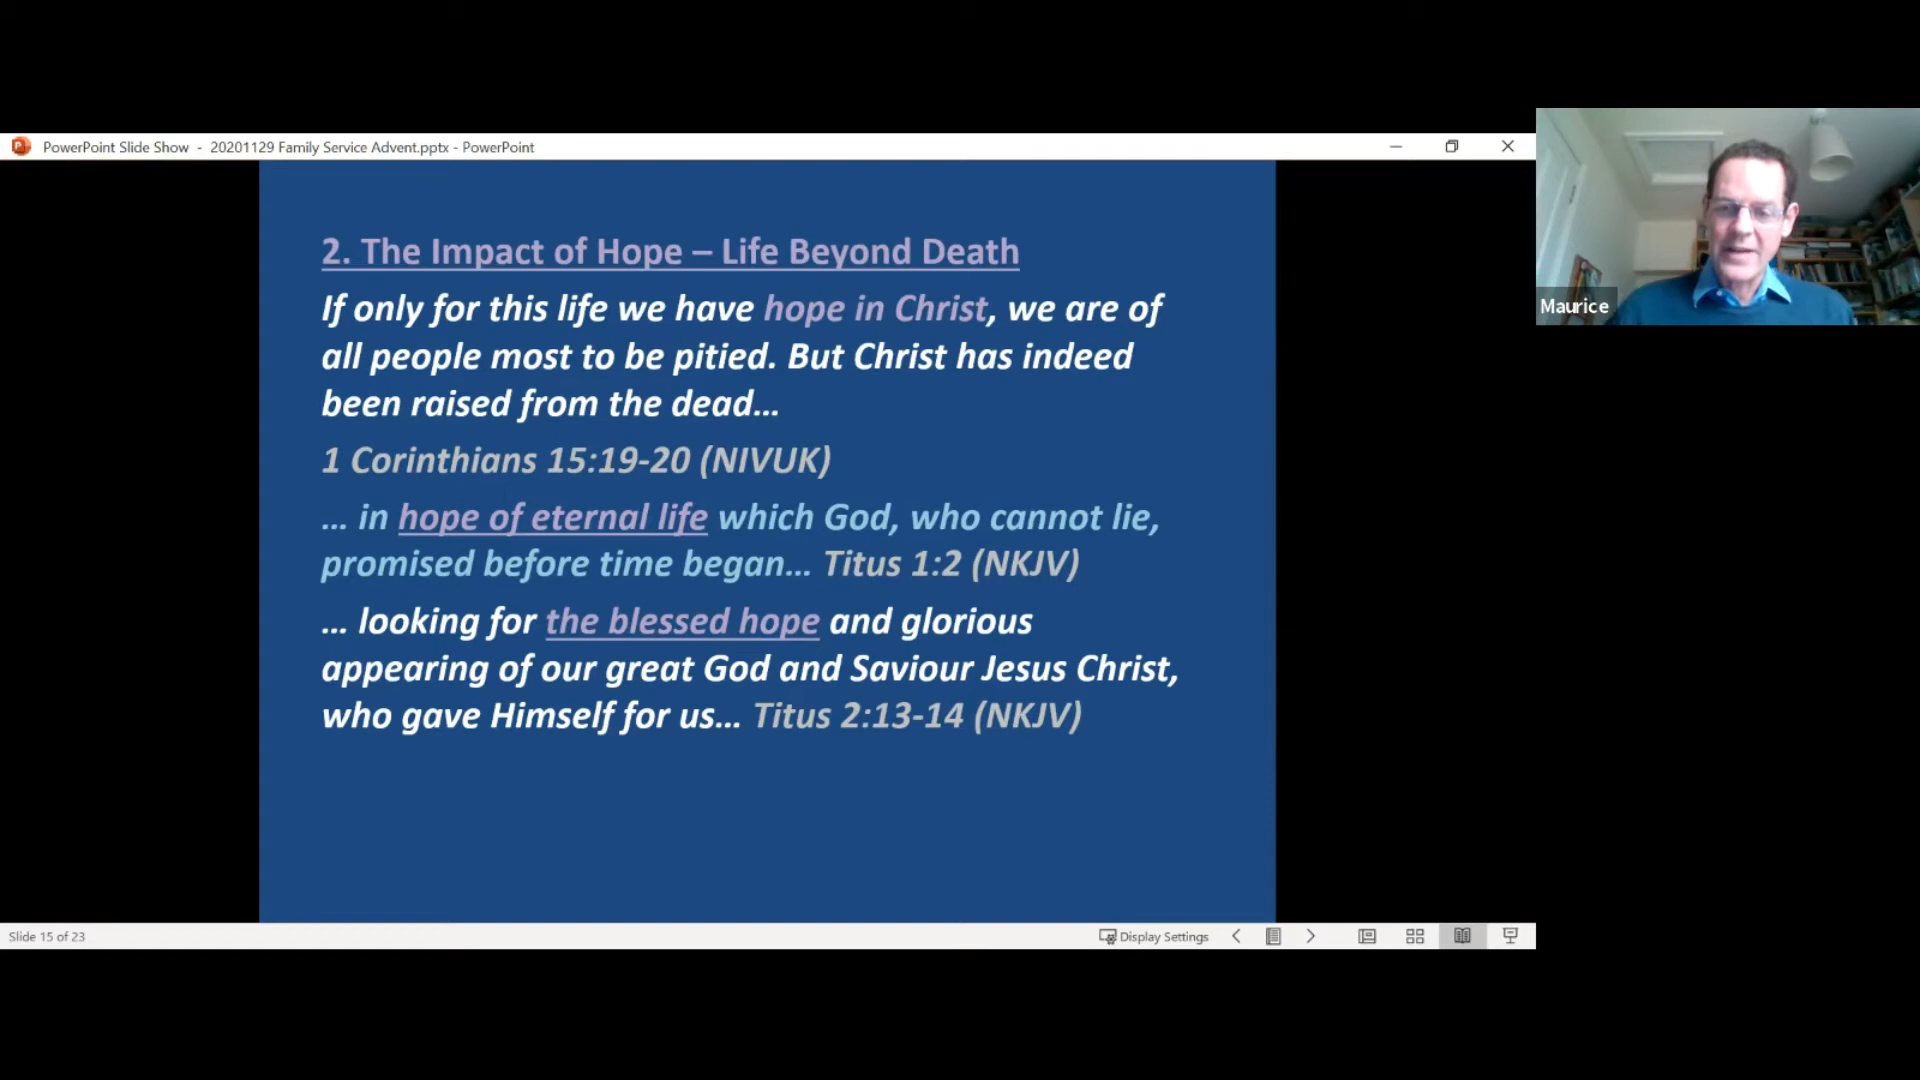 PowerPoint Slide Show - 20201129 Family Service Advent.pptx - PowerPoint
2. The Impact of Hope – Life Beyond Death
If only for this life we have hope in Christ, we are of
all people most to be pitied. But Christ has indeed
been raised from the dead…
1 Corinthians 15:19-20 (NIVUK)
… in hope of eternal life which God, who cannot lie,
promised before time began… Titus 1:2 (NKJV)
… looking for the blessed hope and glorious
appearing of our great God and Saviour Jesus Christ,
who gave Himself for us… Titus 2:13-14 (NKJV)
Maurice
Slide 15 of 23
Display Settings